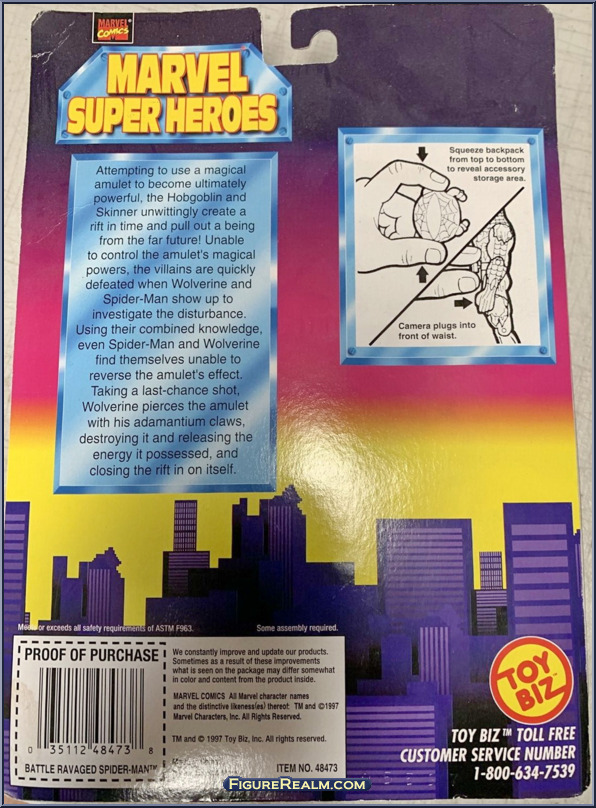 MARVEL
COMICS
MARVEL
SUPER HEROES
Attempting to use a magical
amulet to become ultimately
powerful, the Hobgoblin and
Skinner unwittingly create a
rift in time and pull out a being
from the far future! Unable
to control the amulet's magical
powers, the villains are quickly
defeated when Wolverine and
Spider-Man show up to
investigate the disturbance.
Using their combined knowledge,
even Spider-Man and Wolverine
find themselves unable to
reverse the amulet's effect.
Taking a last-chance shot,
Wolverine pierces the amulet
with his adamantium claws,
destroying it and releasing the
energy it possessed, and
closing the rift in on itself.
Squeeze backpack
from top to bottom
to reveal accessory
storage area.
Camera plugs into
front of waist.
Meets or exceeds all safety requirements of ASTM F963.
Some assembly required.
PROOF OF PURCHASE
0 35112 48473 8
BATTLE RAVAGED SPIDER-MAN™
We constantly improve and update our products.
Sometimes as a result of these improvements
what is seen on the package may differ somewhat
in color and content from the product inside.
MARVEL COMICS All Marvel character names
and the distinctive likeness(es) thereof: TM and ©1997
Marvel Characters, Inc. All Rights Reserved.
TM and © 1997 Toy Biz, Inc. All Rights Reserved.
ITEM NO. 48473
TOY
BIZ
TOY BIZ™ TOLL FREE
CUSTOMER SERVICE NUMBER
1-800-634-7539
FIGUREREALM.COM